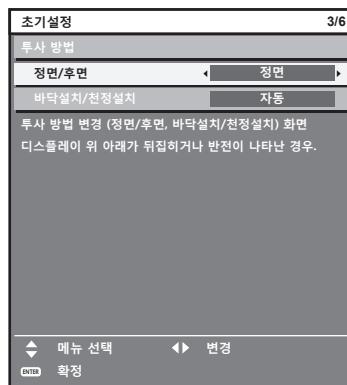 초기설정 3/6
투사 방법
정면/후면 정면
바닥설치/천정설치 자동
투사 방법 변경 (정면/후면, 바닥설치/천정설치) 화면
디스플레이 위 아래가 뒤집히거나 반전이 나타난 경우.
메뉴 선택 변경
ENTER 확정